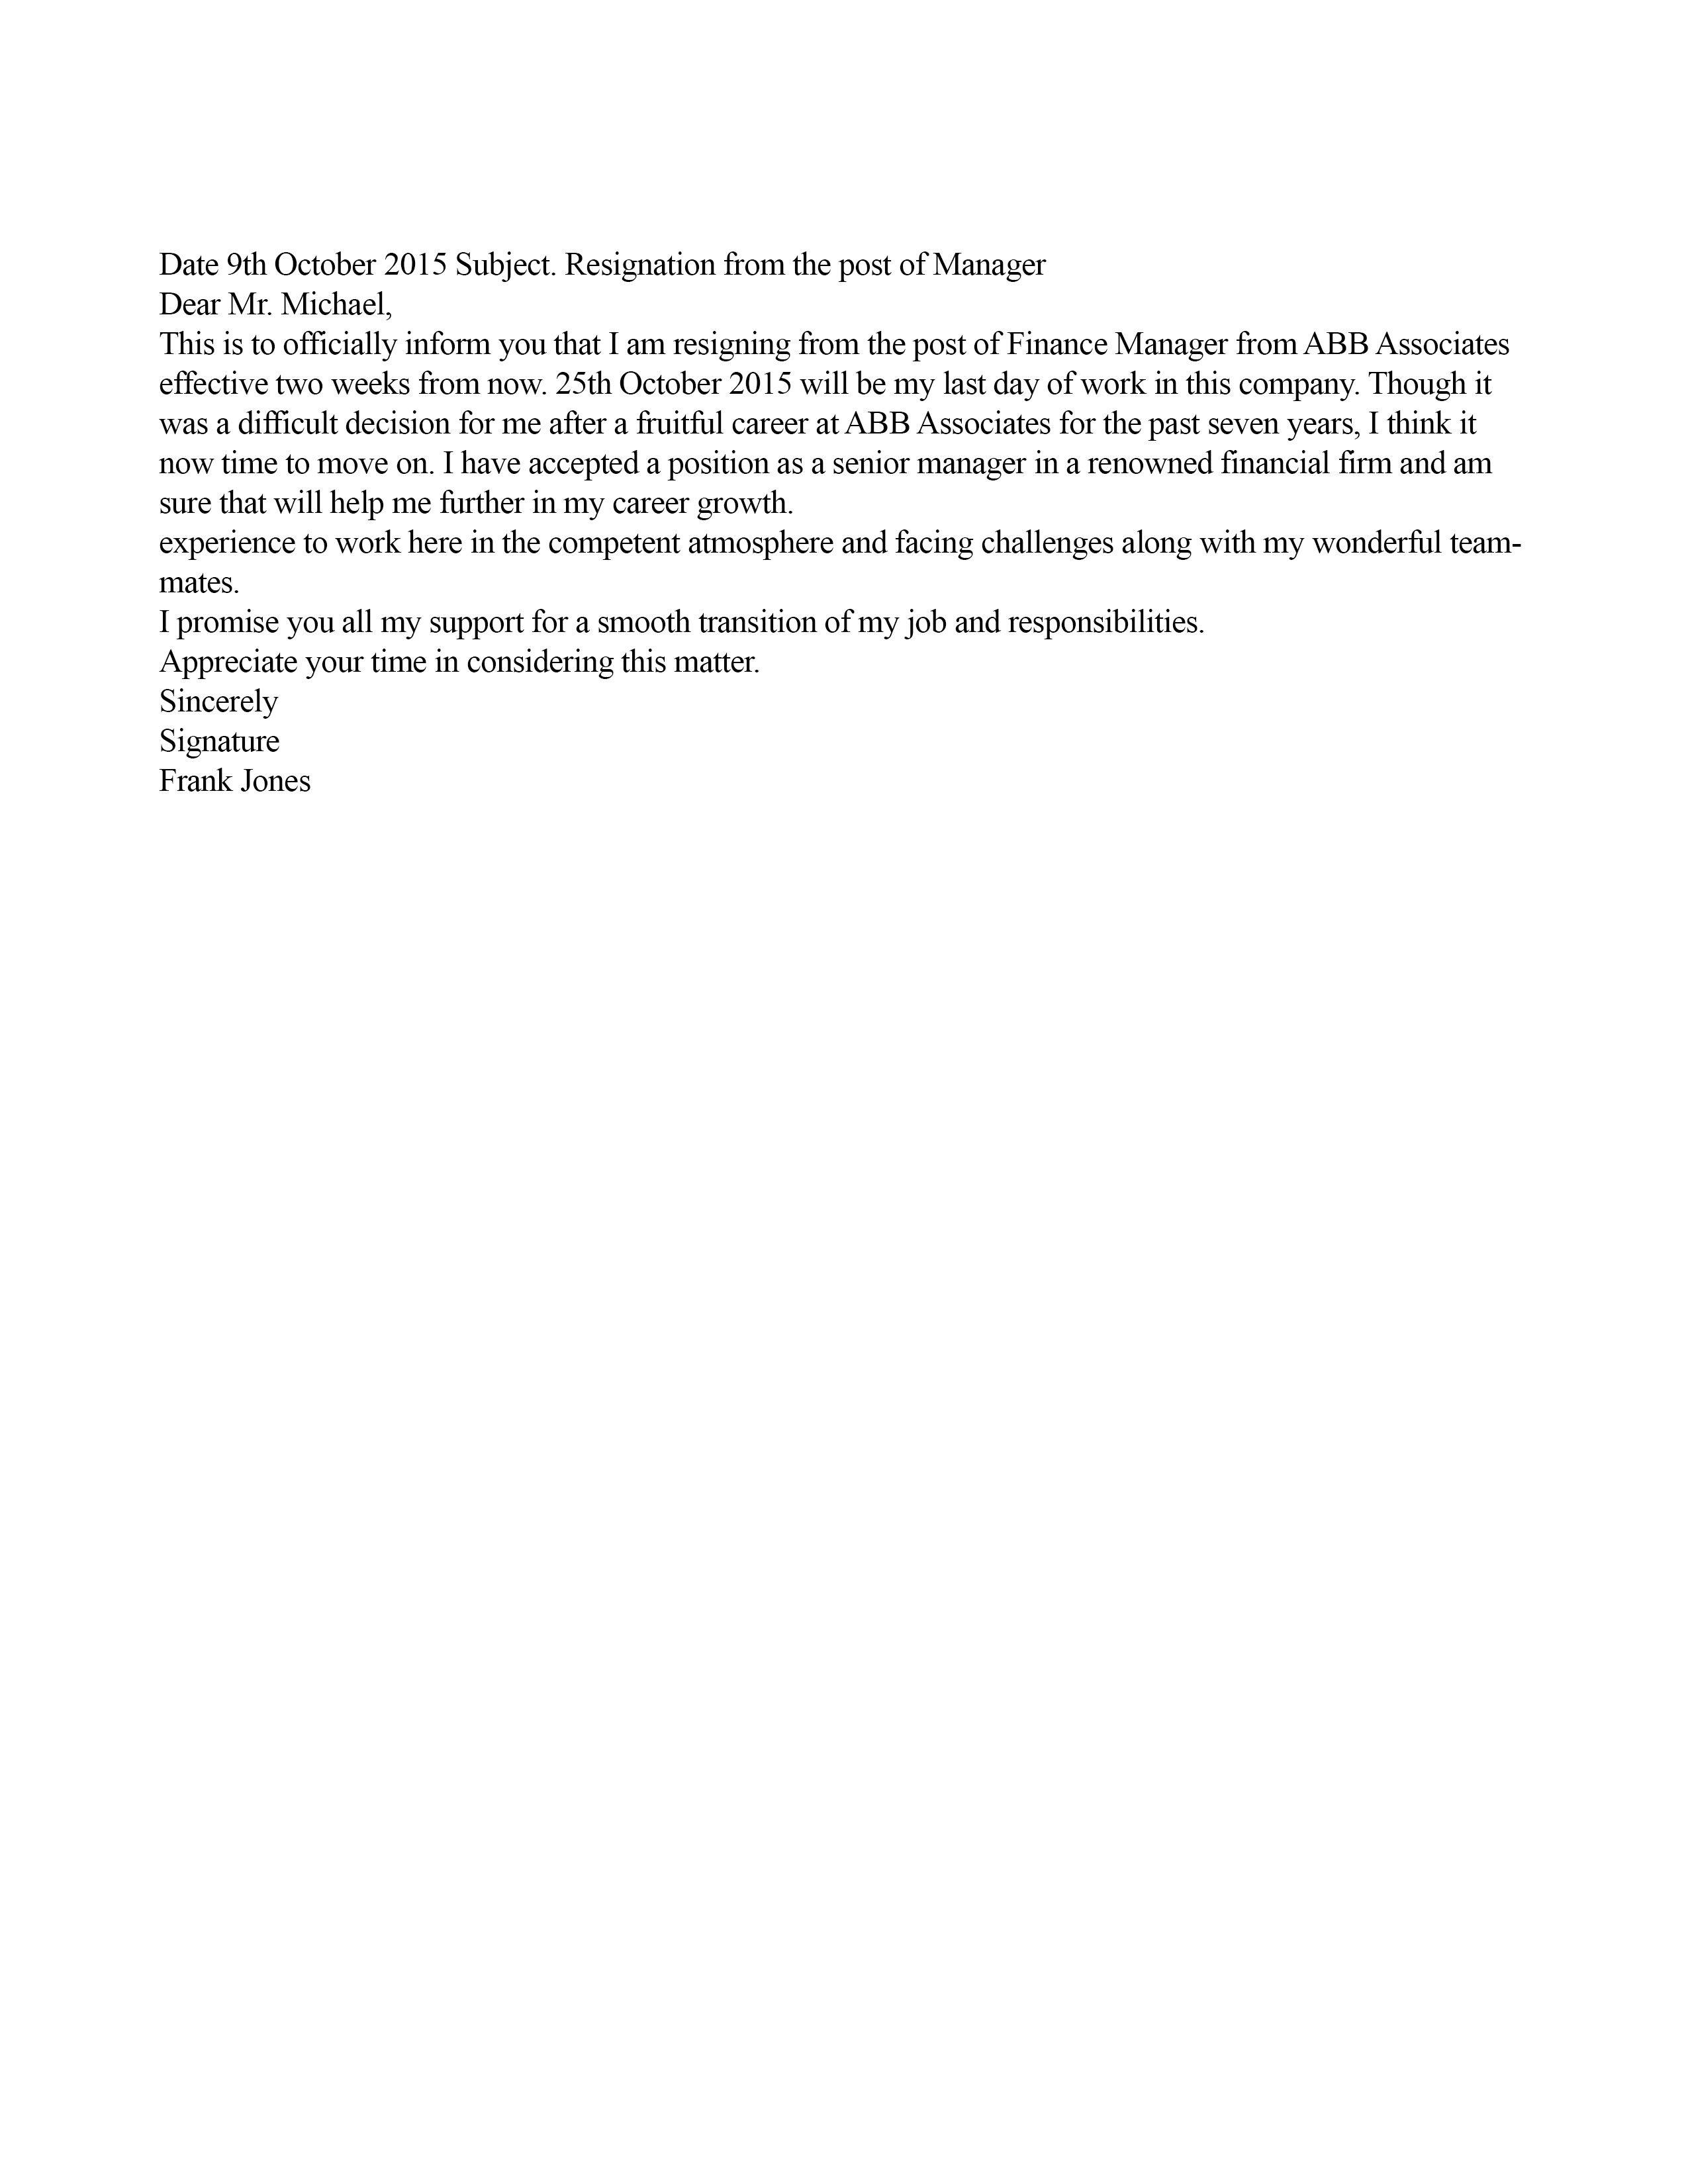 Date 9th October 2015 Subject. Resignation from the post of Manager
Dear Mr. Michael,
This is to officially inform you that I am resigning from the post of Finance Manager from ABB Associates
effective two weeks from now. 25th October 2015 will be my last day of work in this company. Though it
was a difficult decision for me after a fruitful career at ABB Associates for the past seven years, I think it
now time to move on. I have accepted a position as a senior manager in a renowned financial firm and am
sure that will help me further in my career growth.
experience to work here in the competent atmosphere and facing challenges along with my wonderful team-
mates.
I promise you all my support for a smooth transition of my job and responsibilities.
Appreciate your time in considering this matter.
Sincerely
Signature
Frank Jones